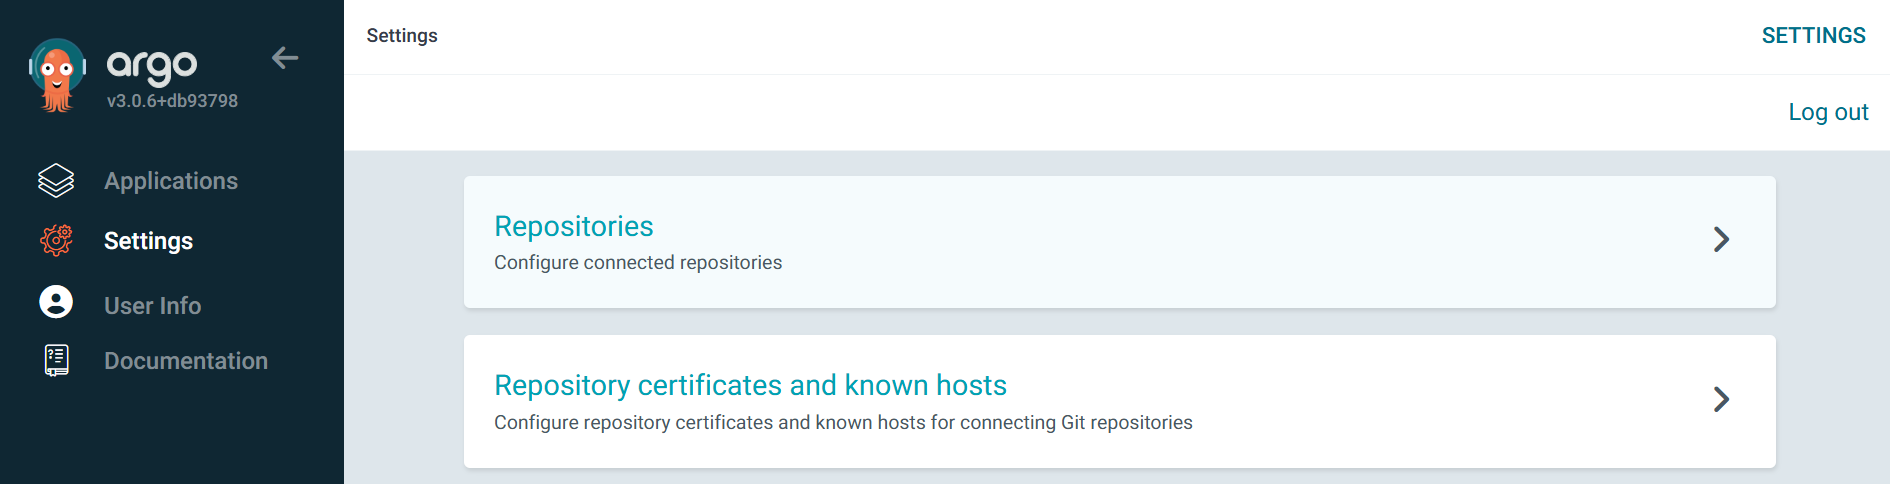 argo
v3.0.6+db93798
Applications
Settings
User Info
Documentation
Settings
SETTINGS
Log out
Repositories
Configure connected repositories
Repository certificates and known hosts
Configure repository certificates and known hosts for connecting Git repositories